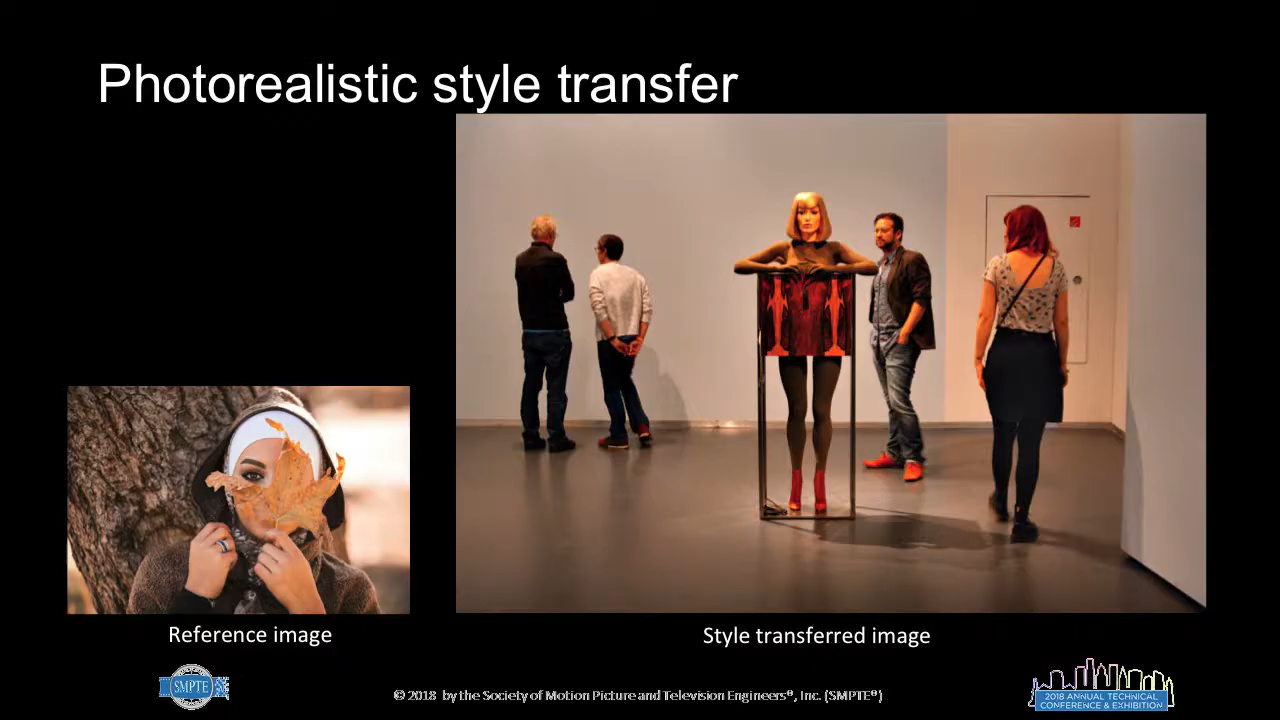 Photorealistic style transfer
Reference image
Style transferred image
SMPTE
© 2018 by the Society of Motion Picture and Television Engineers®, Inc. (SMPTE®)
2018 ANNUAL TECHNICAL
CONFERENCE & EXHIBITION